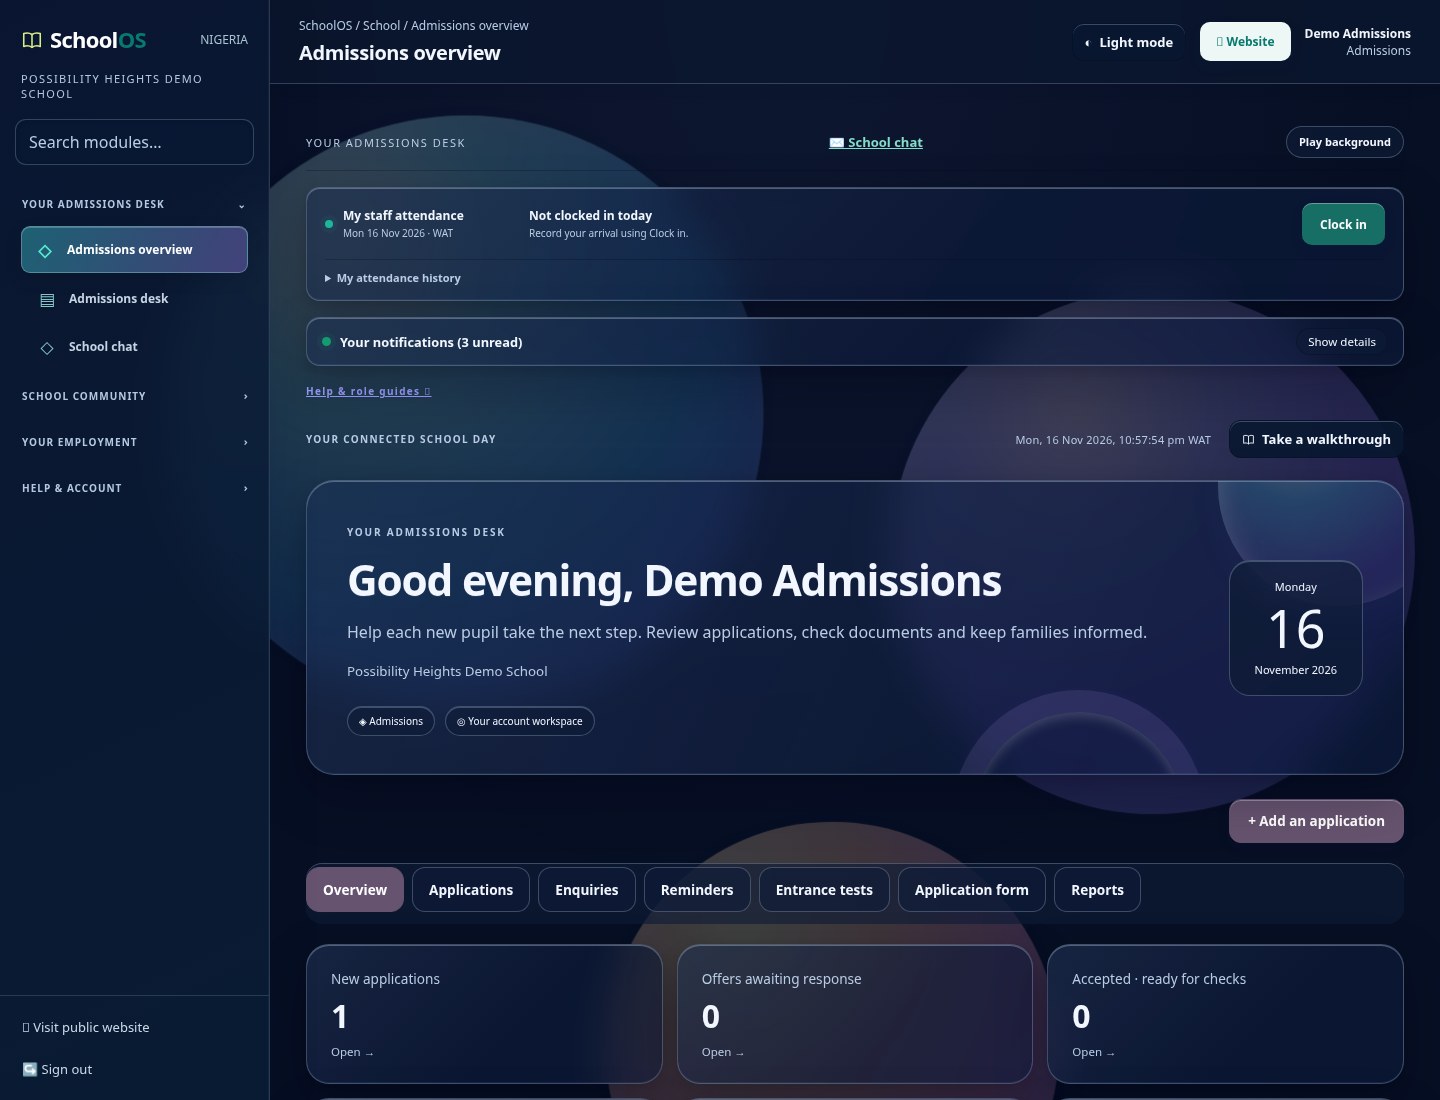 SchoolOS
NIGERIA
POSSIBILITY HEIGHTS DEMO
SCHOOL
Search modules...
YOUR ADMISSIONS DESK
Admissions overview
Admissions desk
School chat
SCHOOL COMMUNITY
YOUR EMPLOYMENT
HELP & ACCOUNT
Visit public website
Sign out
SchoolOS / School / Admissions overview
Admissions overview
Light mode
Website
Demo Admissions
Admissions
YOUR ADMISSIONS DESK
School chat
Play background
My staff attendance
Mon 16 Nov 2026 · WAT
Not clocked in today
Record your arrival using Clock in.
Clock in
My attendance history
Your notifications (3 unread)
Show details
Help & role guides
YOUR CONNECTED SCHOOL DAY
Mon, 16 Nov 2026, 10:57:54 pm WAT
Take a walkthrough
YOUR ADMISSIONS DESK
Good evening, Demo Admissions
Help each new pupil take the next step. Review applications, check documents and keep families informed.
Possibility Heights Demo School
◈ Admissions
◎ Your account workspace
Monday
16
November 2026
+ Add an application
Overview
Applications
Enquiries
Reminders
Entrance tests
Application form
Reports
New applications
1
Open →
Offers awaiting response
0
Open →
Accepted · ready for checks
0
Open →